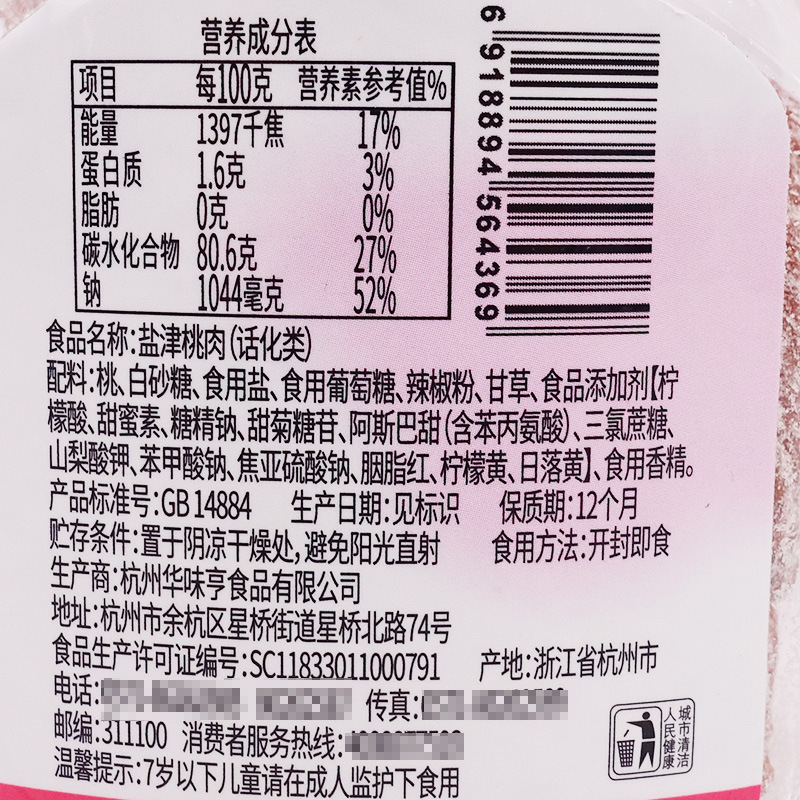 营养成分表
项目 每100克 营养素参考值%
能量 1397千焦 17%
蛋白质 1.6克 3%
脂肪 0克 0%
碳水化合物 80.6克 27%
钠 1044毫克 52%
6 918894 564369
食品名称:盐津桃肉(话化类)
配料:桃、白砂糖、食用盐、食用葡萄糖、辣椒粉、甘草、食品添加剂【柠
檬酸、甜蜜素、糖精钠、甜菊糖苷、阿斯巴甜(含苯丙氨酸)、三氯蔗糖、
山梨酸钾、苯甲酸钠、焦亚硫酸钠、胭脂红、柠檬黄、日落黄】、食用香精。
产品标准号:GB 14884 生产日期:见标识 保质期:12个月
贮存条件:置于阴凉干燥处,避免阳光直射 食用方法:开封即食
生产商:杭州华味亨食品有限公司
地址:杭州市余杭区星桥街道星桥北路74号
食品生产许可证编号:SC11833011000791 产地:浙江省杭州市
电话: 传真:
邮编:311100 消费者服务热线:
温馨提示:7岁以下儿童请在成人监护下食用
城市清洁
人民健康